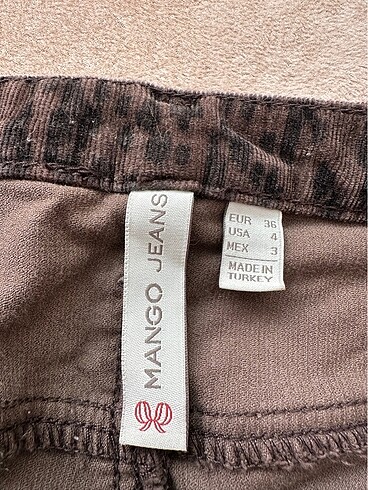 MANGO JEANS
EUR 36
USA 4
MEX 3
MADE IN
TURKEY